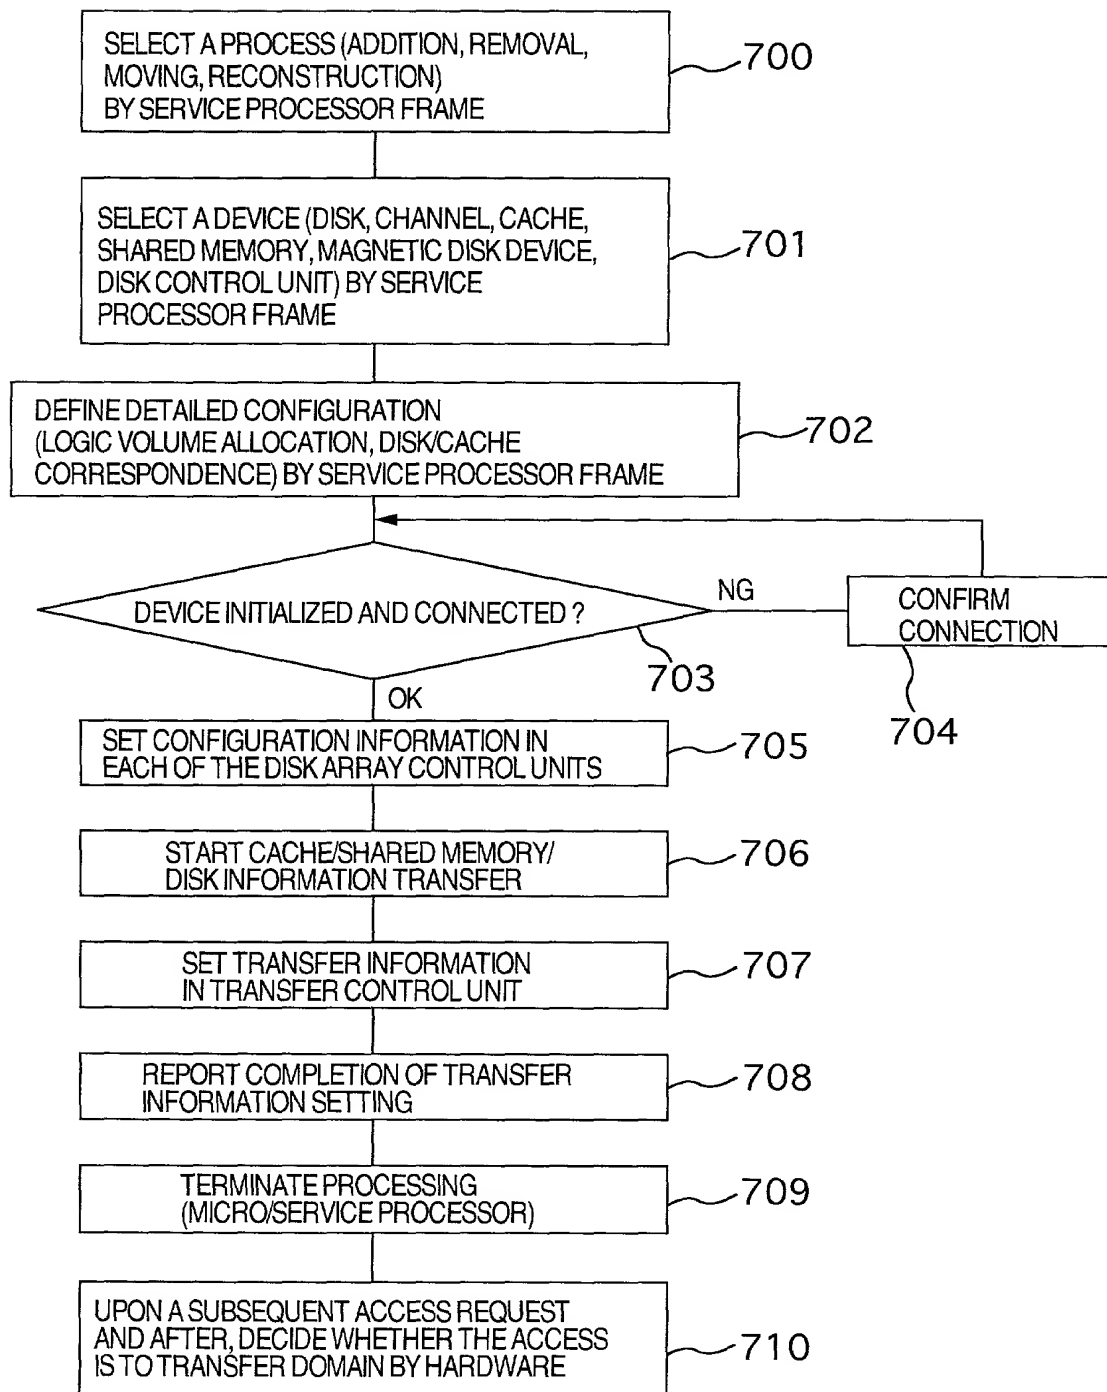 SELECT A PROCESS (ADDITION, REMOVAL,
MOVING, RECONSTRUCTION)
BY SERVICE PROCESSOR FRAME
700
SELECT A DEVICE (DISK, CHANNEL, CACHE,
SHARED MEMORY, MAGNETIC DISK DEVICE,
DISK CONTROL UNIT) BY SERVICE
PROCESSOR FRAME
701
DEFINE DETAILED CONFIGURATION
(LOGIC VOLUME ALLOCATION, DISK/CACHE
CORRESPONDENCE) BY SERVICE PROCESSOR FRAME
702
DEVICE INITIALIZED AND CONNECTED ?
703
NG
CONFIRM
CONNECTION
704
OK
SET CONFIGURATION INFORMATION IN
EACH OF THE DISK ARRAY CONTROL UNITS
705
START CACHE/SHARED MEMORY/
DISK INFORMATION TRANSFER
706
SET TRANSFER INFORMATION
IN TRANSFER CONTROL UNIT
707
REPORT COMPLETION OF TRANSFER
INFORMATION SETTING
708
TERMINATE PROCESSING
(MICRO/SERVICE PROCESSOR)
709
UPON A SUBSEQUENT ACCESS REQUEST
AND AFTER, DECIDE WHETHER THE ACCESS
IS TO TRANSFER DOMAIN BY HARDWARE
710